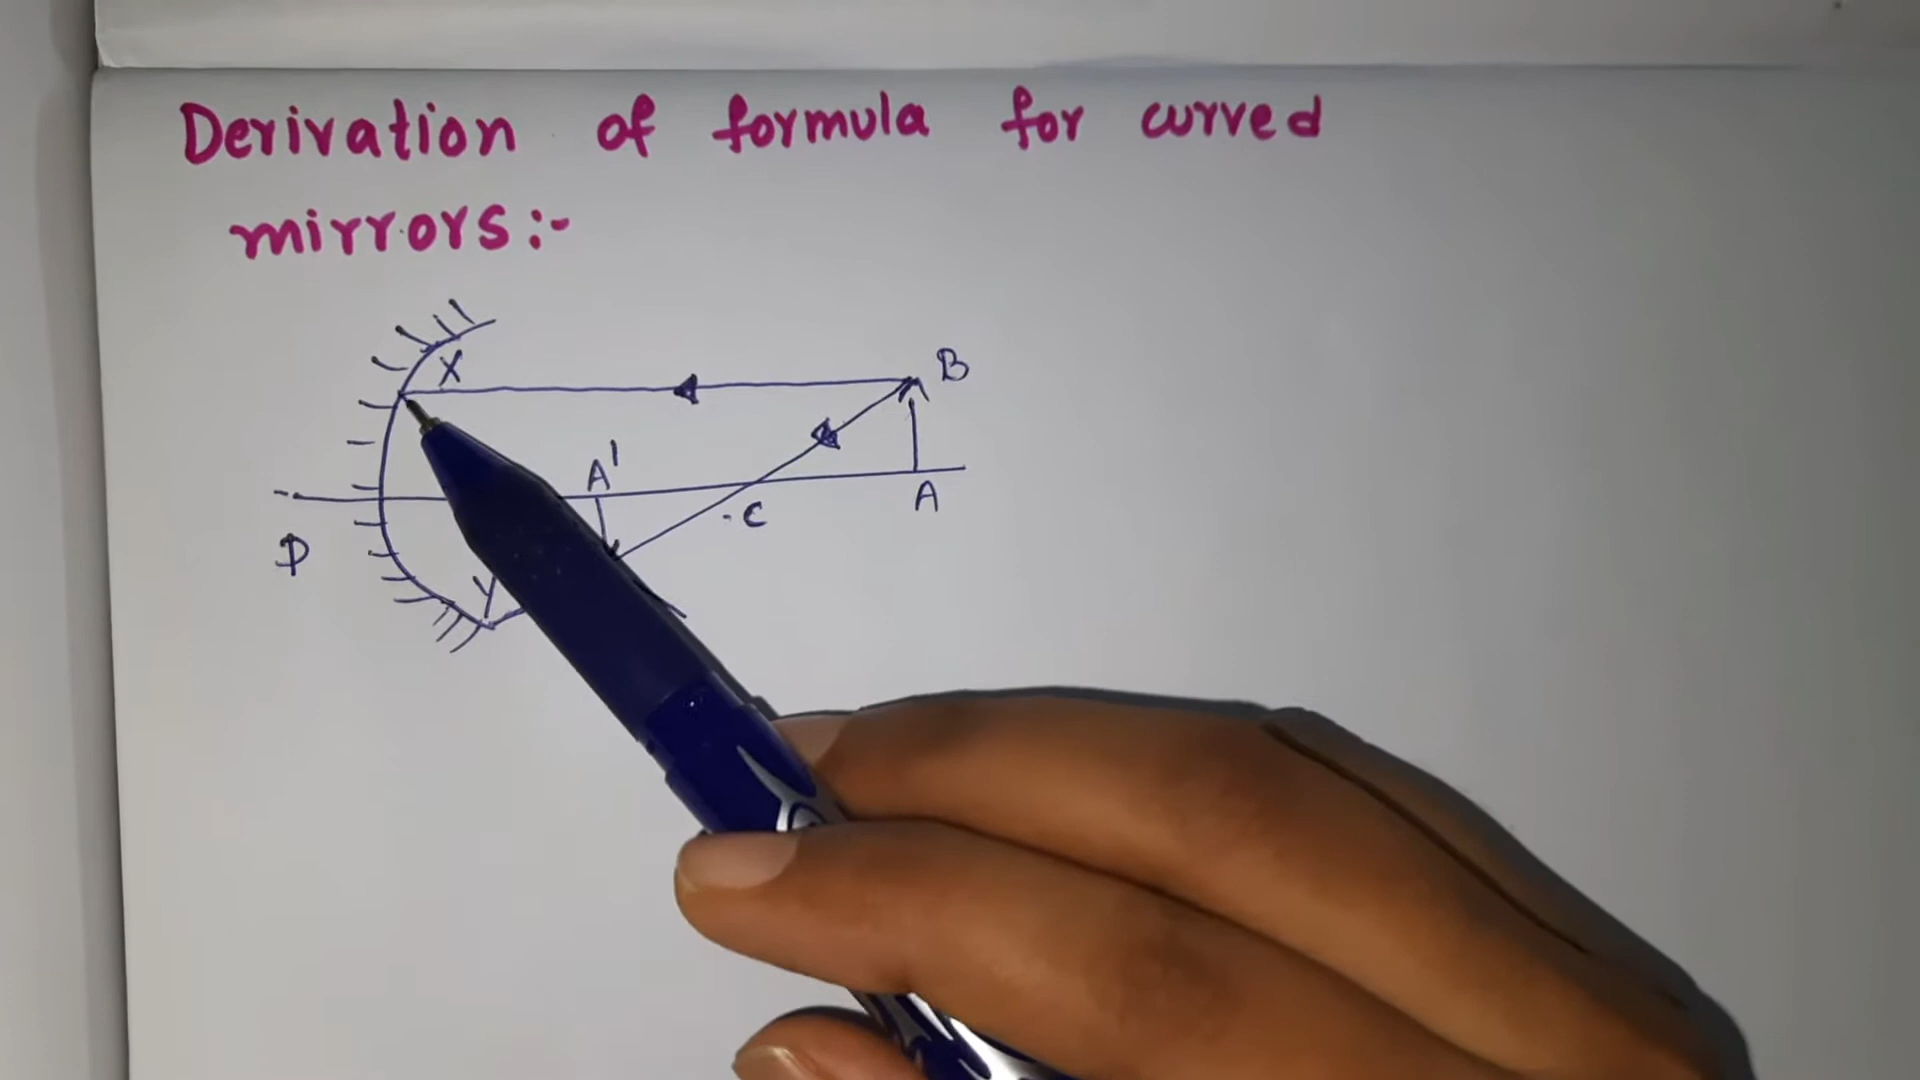 Derivation of formula for curved
mirrors:-
X
B
A'
C
A
P
Y